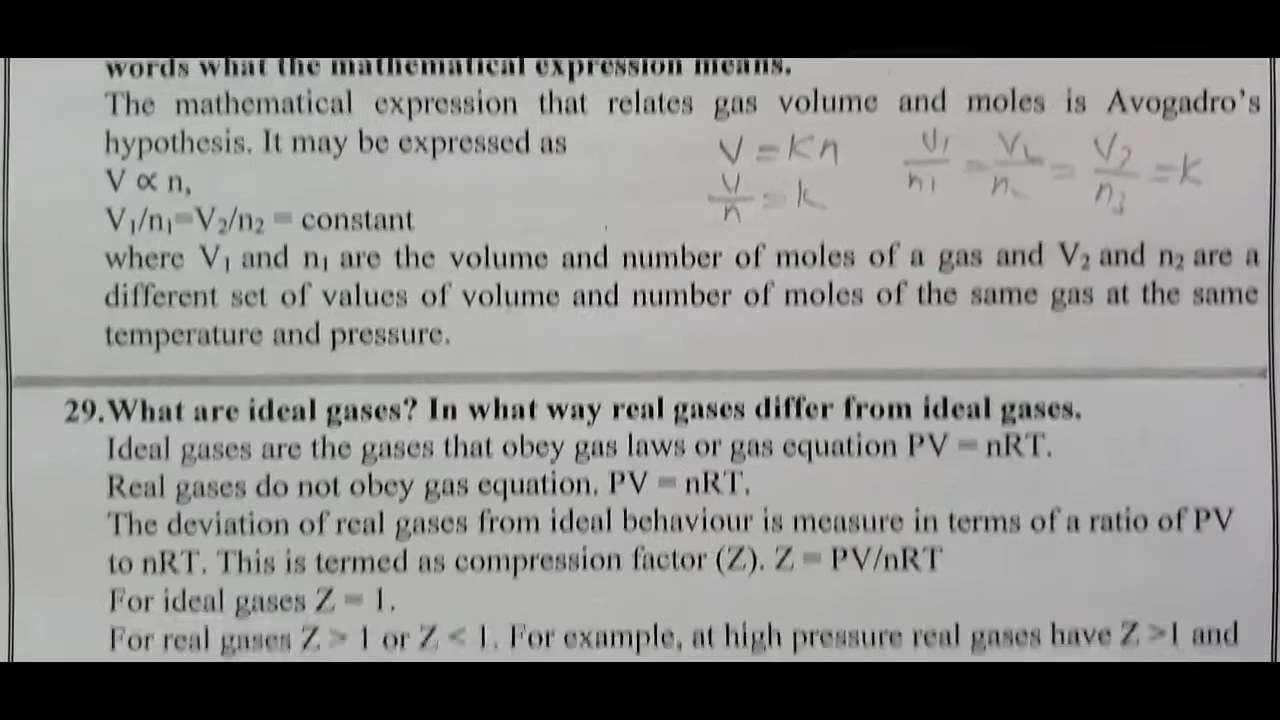 words what the mathematical expression means.
The mathematical expression that relates gas volume and moles is Avogadro's
hypothesis. It may be expressed as
V = Kn
V/n = k
V1/n1 = V2/n2 = V2/n3 = k
V ∝ n,
V₁/n₁=V₂/n₂ = constant
where V₁ and n₁ are the volume and number of moles of a gas and V₂ and n₂ are a
different set of values of volume and number of moles of the same gas at the same
temperature and pressure.
29. What are ideal gases? In what way real gases differ from ideal gases.
Ideal gases are the gases that obey gas laws or gas equation PV = nRT.
Real gases do not obey gas equation. PV = nRT.
The deviation of real gases from ideal behaviour is measure in terms of a ratio of PV
to nRT. This is termed as compression factor (Z). Z = PV/nRT
For ideal gases Z = 1.
For real gases Z > 1 or Z < 1. For example, at high pressure real gases have Z >1 and